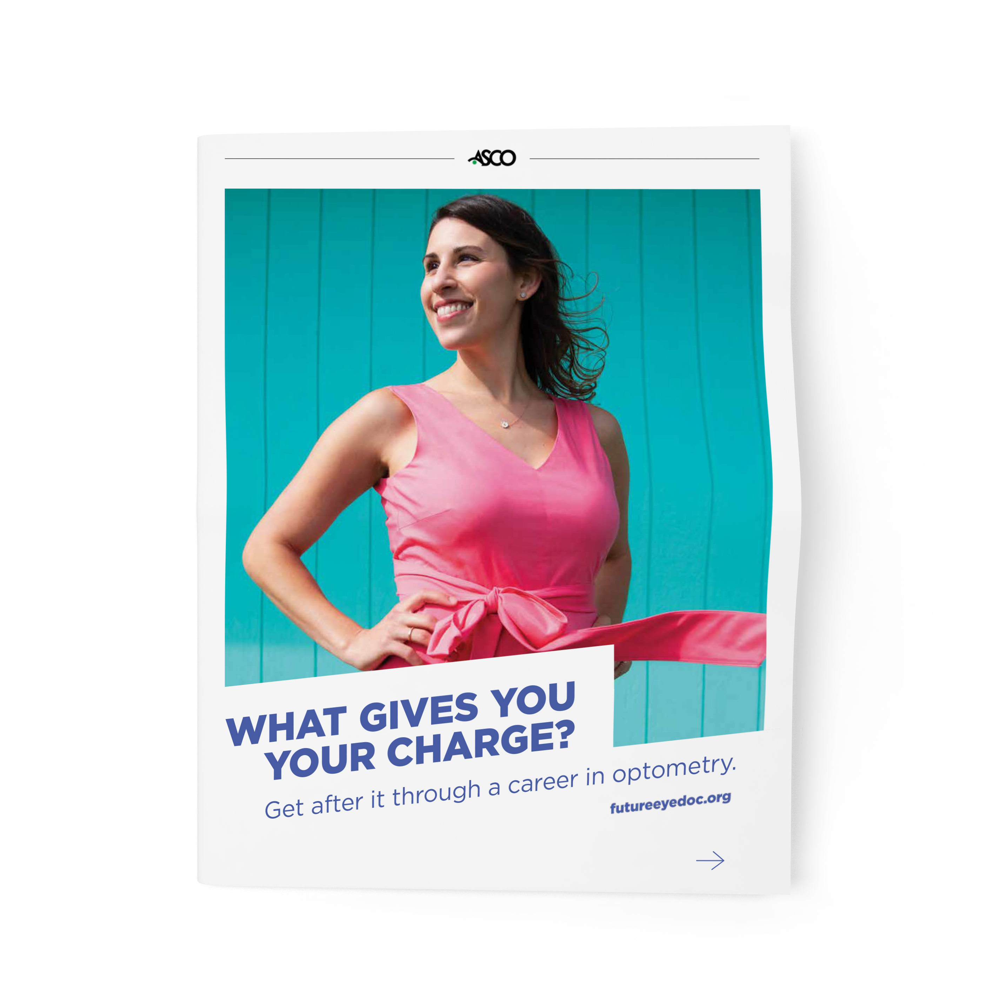 ASCO
WHAT GIVES YOU
YOUR CHARGE?
Get after it through a career in optometry.
futureeyedoc.org